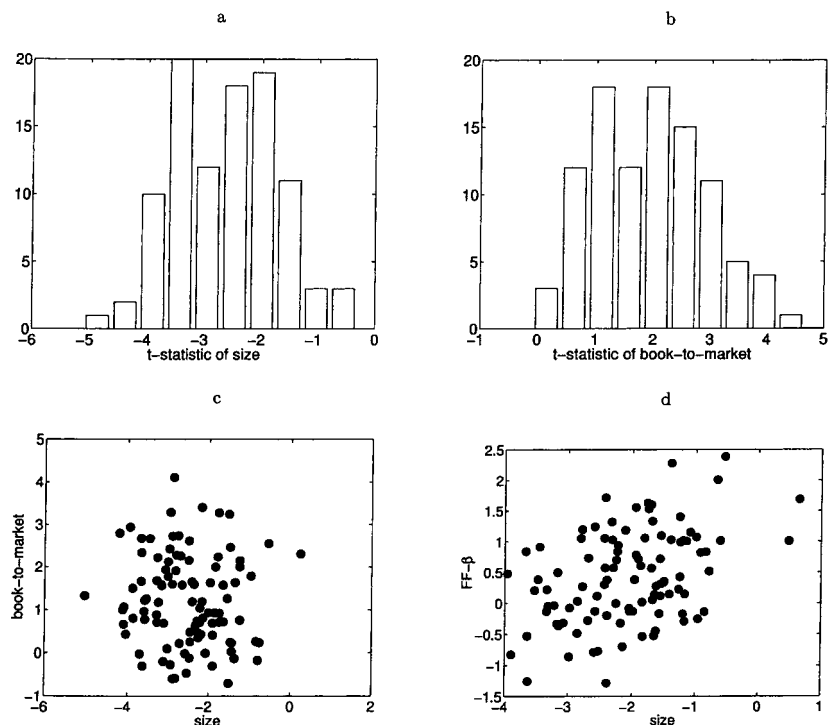 a
b
20
15
10
5
0
−6 −5 −4 −3 −2 −1 0
t−statistic of size
20
15
10
5
0
−1 0 1 2 3 4 5
t−statistic of book−to−market
c
d
5
4
3
2
1
0
−1
book−to−market
−6 −4 −2 0 2
size
2.5
2
1.5
1
0.5
0
−0.5
−1
−1.5
FF−β
−4 −3 −2 −1 0 1
size